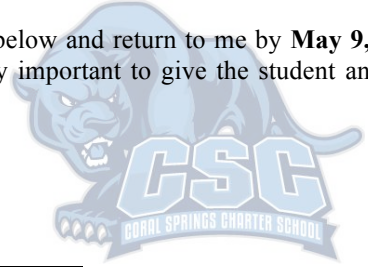 below and return to me by May 9,
y important to give the student an
CSC
CORAL SPRINGS CHARTER SCHOOL